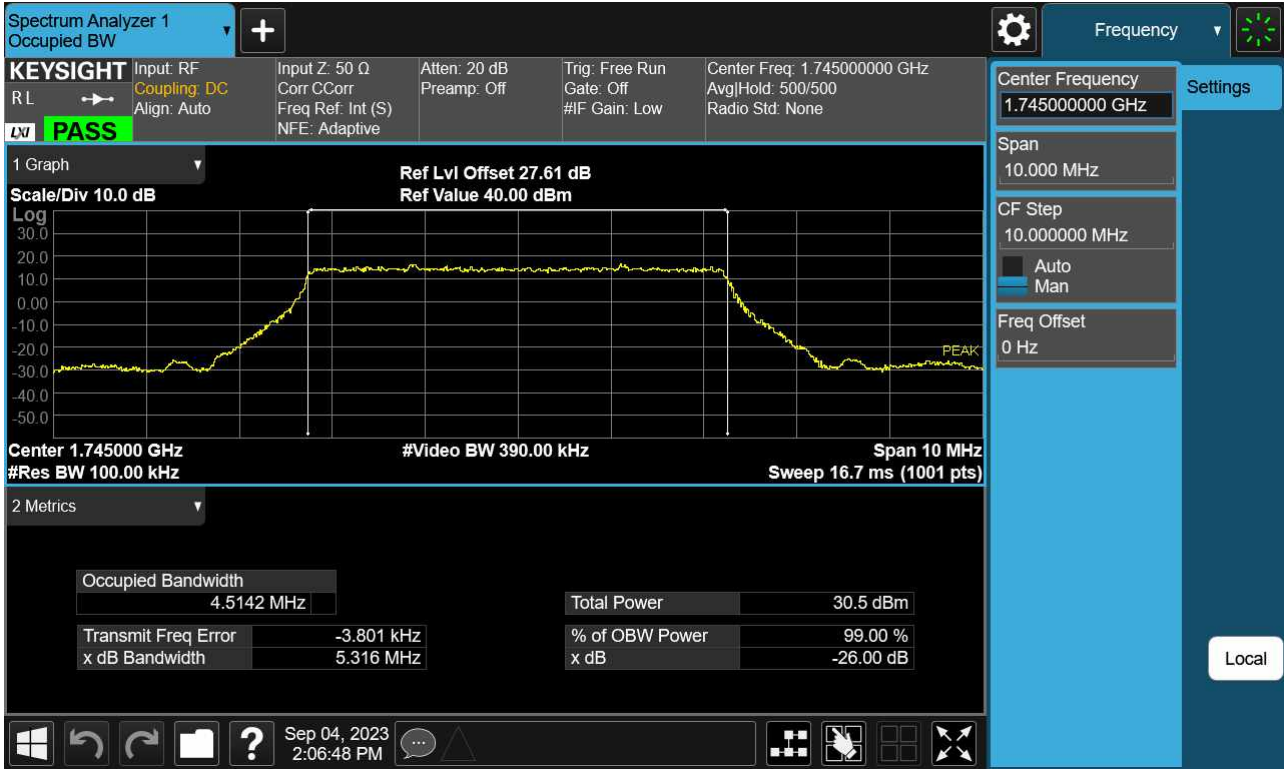 Spectrum Analyzer 1
Occupied BW
Frequency
KEYSIGHT
R L
LXI
PASS
Input: RF
Coupling: DC
Align: Auto
Input Z: 50 Ω
Corr CCorr
Freq Ref: Int (S)
NFE: Adaptive
Atten: 20 dB
Preamp: Off
Trig: Free Run
Gate: Off
#IF Gain: Low
Center Freq: 1.745000000 GHz
Avg|Hold: 500/500
Radio Std: None
Center Frequency
1.745000000 GHz
Settings
Span
10.000 MHz
CF Step
10.000000 MHz
Auto
Man
Freq Offset
0 Hz
1 Graph
Ref Lvl Offset 27.61 dB
Scale/Div 10.0 dB
Ref Value 40.00 dBm
Log
30.0
20.0
10.0
0.00
-10.0
-20.0
-30.0
-40.0
-50.0
PEAK
Center 1.745000 GHz
#Video BW 390.00 kHz
Span 10 MHz
#Res BW 100.00 kHz
Sweep 16.7 ms (1001 pts)
2 Metrics
Occupied Bandwidth
4.5142 MHz
Total Power 30.5 dBm
Transmit Freq Error -3.801 kHz
% of OBW Power 99.00 %
x dB Bandwidth 5.316 MHz
x dB -26.00 dB
Local
?
Sep 04, 2023
2:06:48 PM